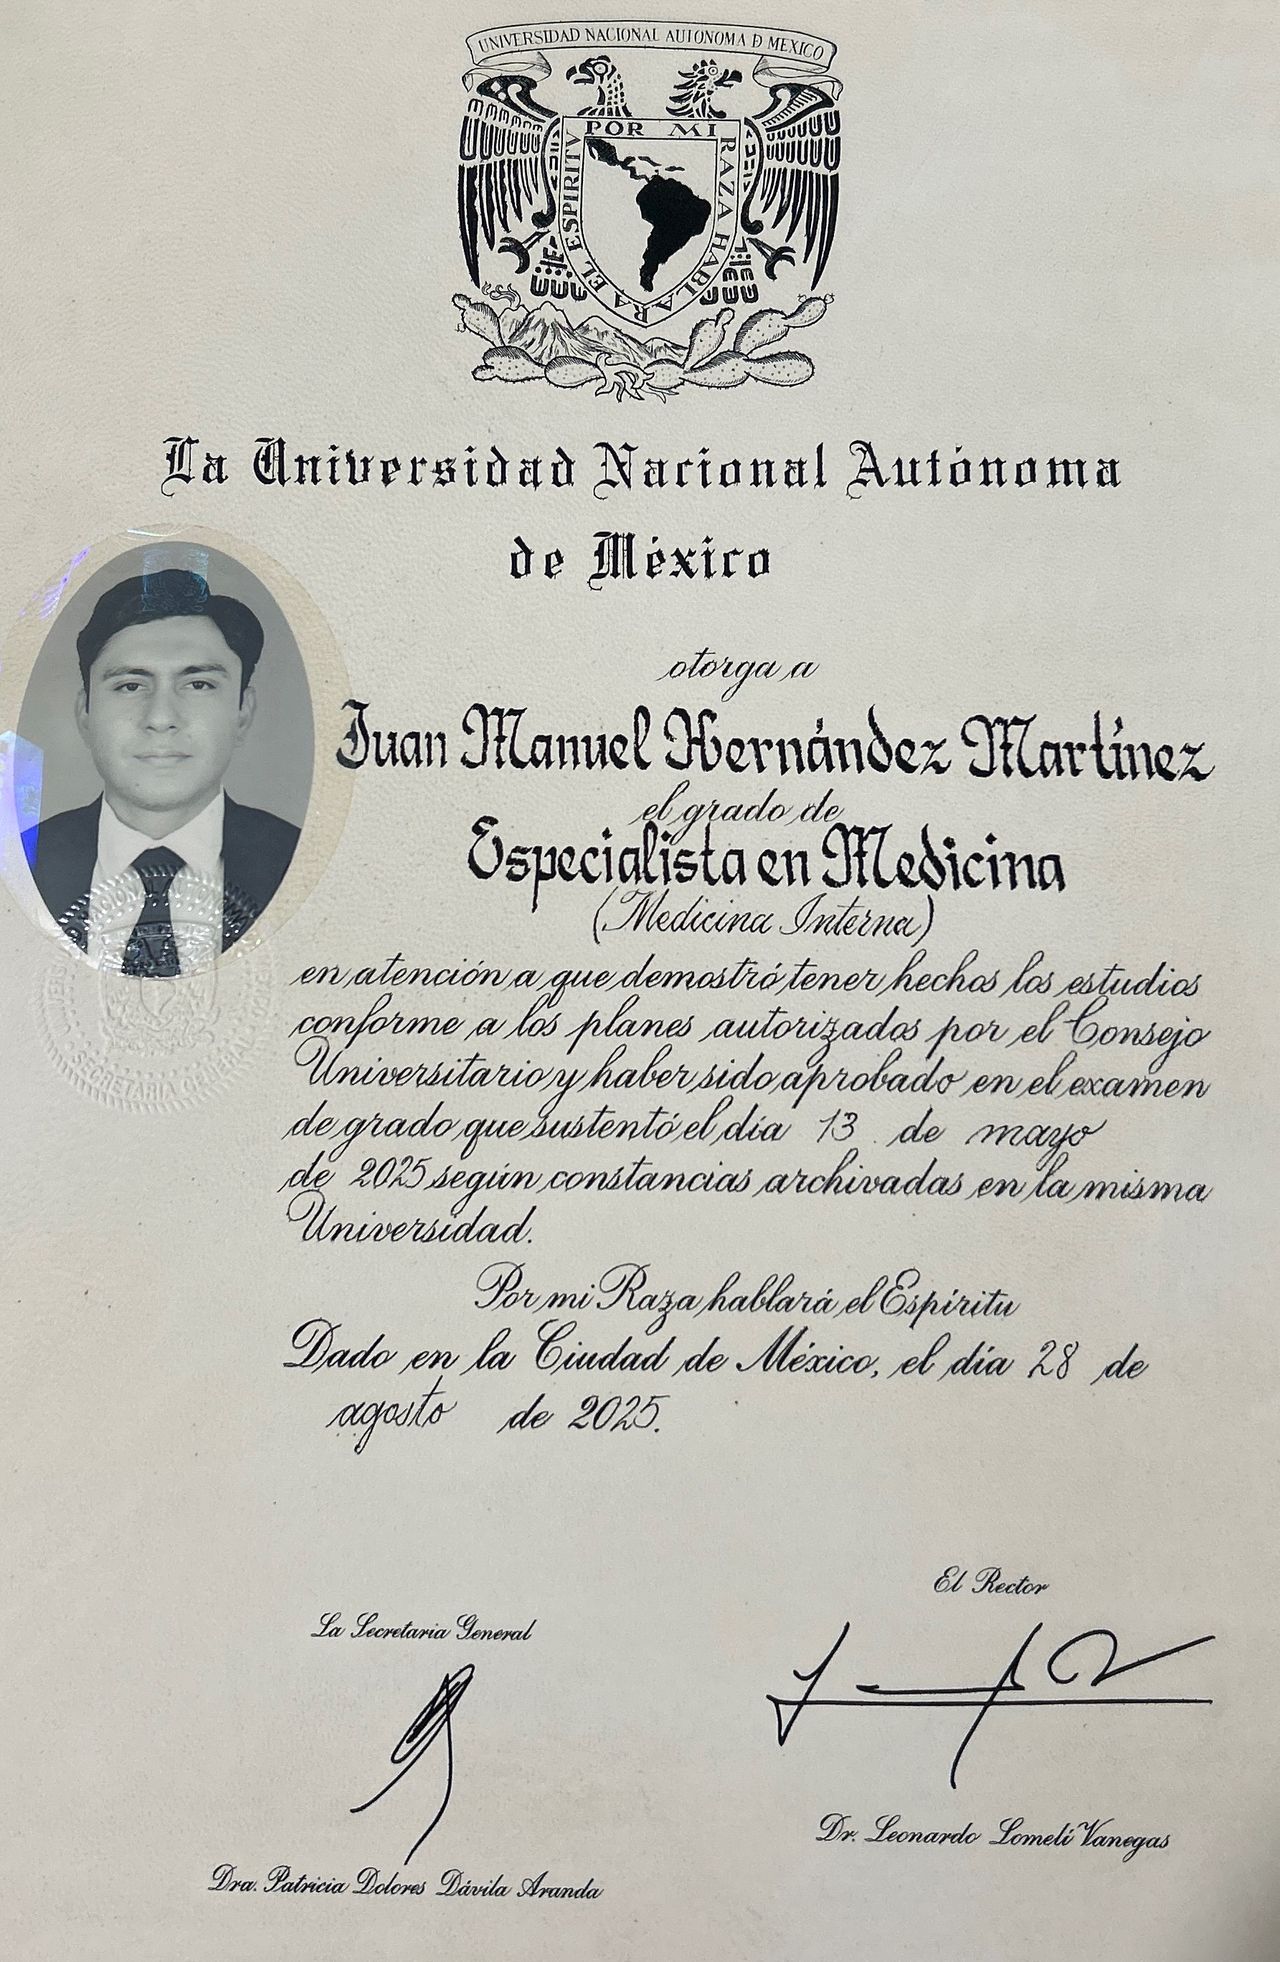 UNIVERSIDAD NACIONAL AUTONOMA D MEXICO
POR MI RAZA HABLARA EL ESPIRITV
La Universidad Nacional Autónoma
de México
otorga a
Juan Manuel Hernández Martínez
el grado de
Especialista en Medicina
(Medicina Interna)
en atención a que demostró tener hechos los estudios
conforme a los planes autorizados por el Consejo
Universitario y haber sido aprobado en el examen
de grado que sustentó el día 13 de mayo
de 2025 según constancias archivadas en la misma
Universidad.
Por mi Raza hablará el Espíritu
Dado en la Ciudad de México, el día 28 de
agosto de 2025.
SECRETARIA GENERAL
El Rector
La Secretaria General
Dr. Leonardo Lomelí Vanegas
Dra. Patricia Dolores Dávila Aranda